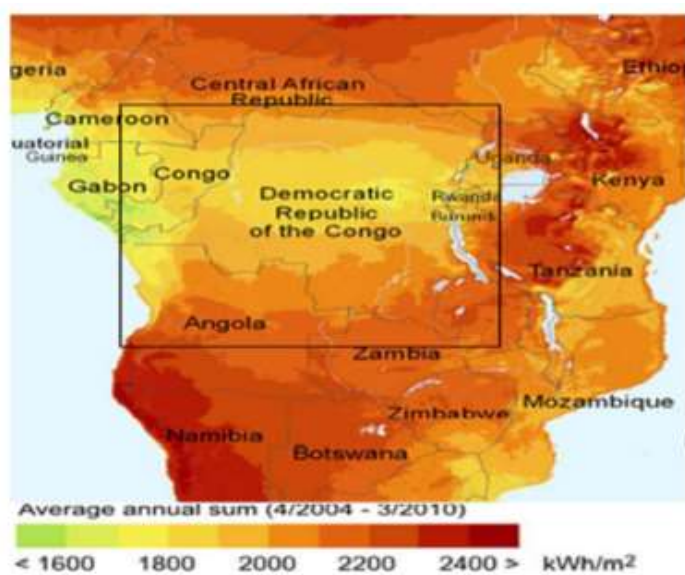 geria
Ethiop
Central African
Republic
Cameroon
uatorial
Guinea
Congo
Uganda
Gabon
Kenya
Democratic
Republic
of the Congo
Rwanda
Burundi
Tanzania
Angola
Zambia
Mozambique
Zimbabwe
Namibia
Botswana
Average annual sum (4/2004 - 3/2010)
< 1600 1800 2000 2200 2400 > kWh/m²